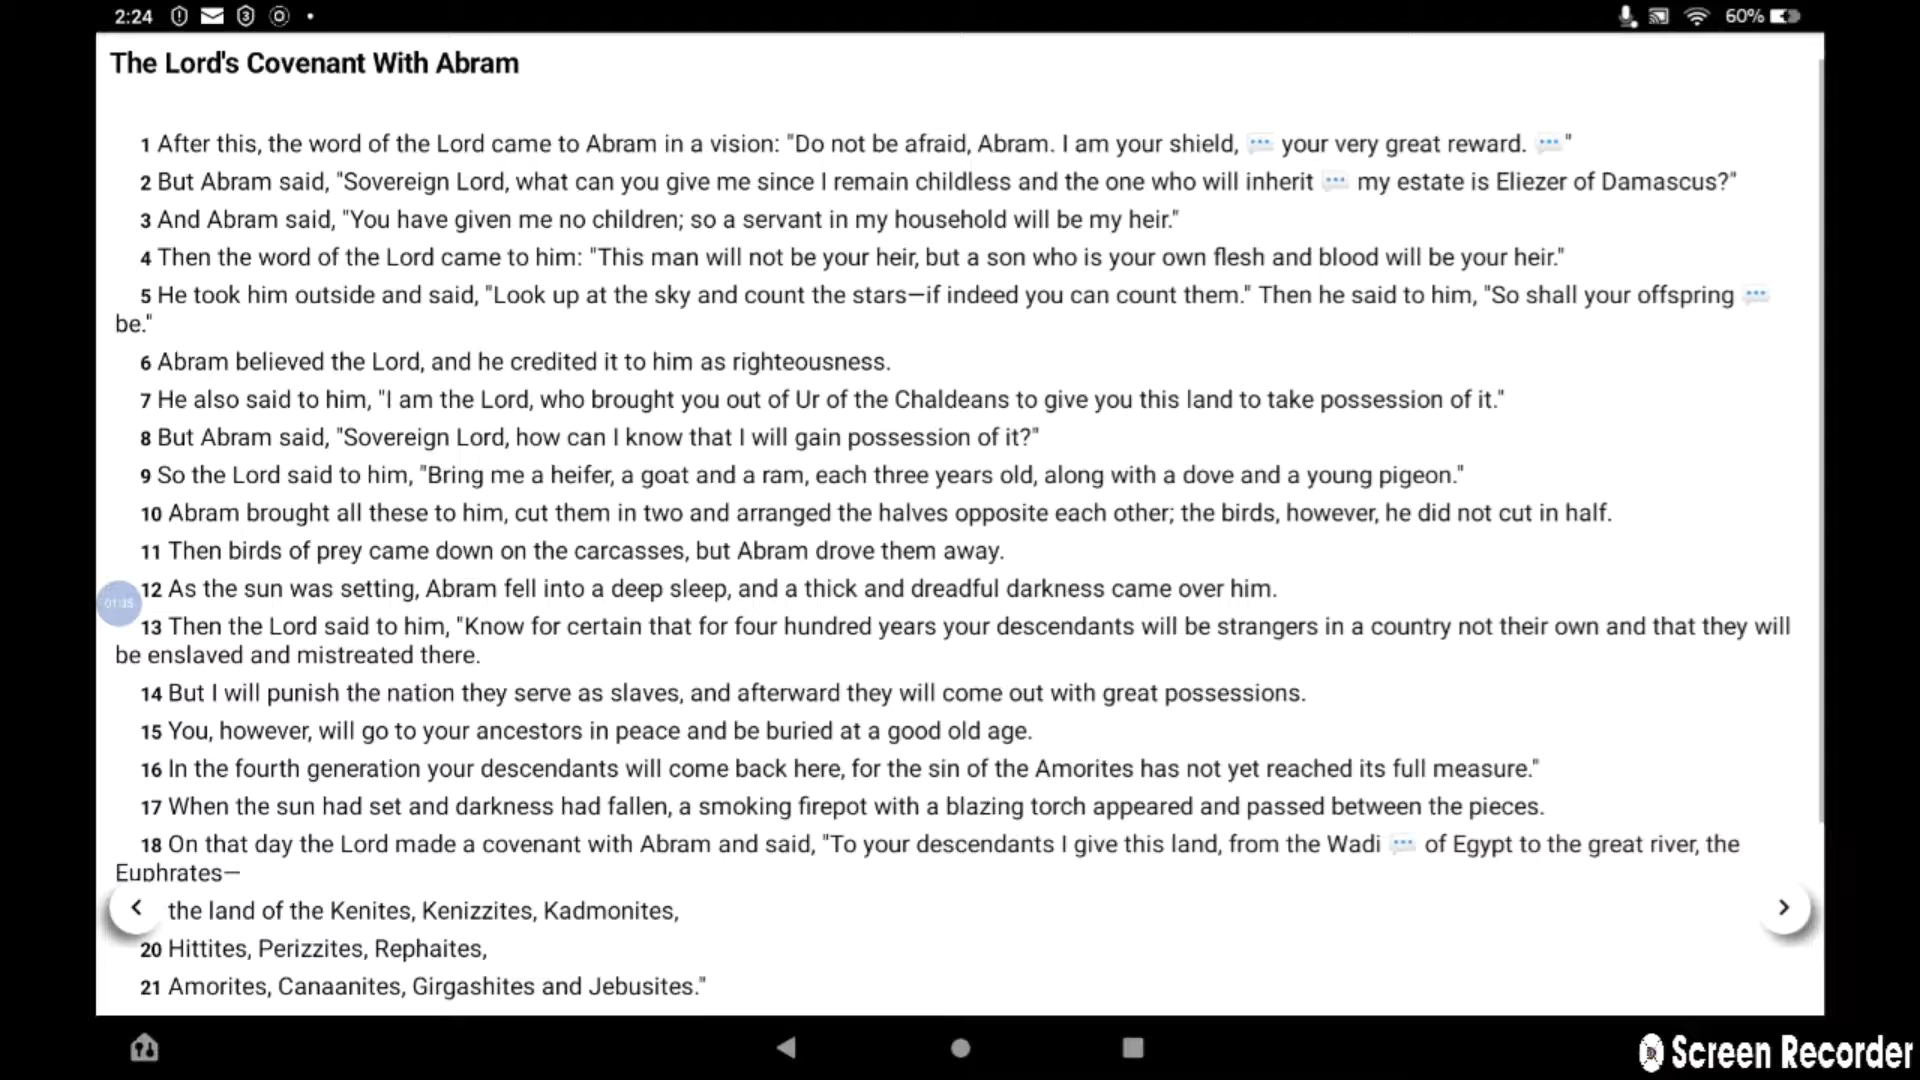 2:24
60%
The Lord's Covenant With Abram
1 After this, the word of the Lord came to Abram in a vision: "Do not be afraid, Abram. I am your shield, your very great reward. "
2 But Abram said, "Sovereign Lord, what can you give me since I remain childless and the one who will inherit my estate is Eliezer of Damascus?"
3 And Abram said, "You have given me no children; so a servant in my household will be my heir."
4 Then the word of the Lord came to him: "This man will not be your heir, but a son who is your own flesh and blood will be your heir."
5 He took him outside and said, "Look up at the sky and count the stars—if indeed you can count them." Then he said to him, "So shall your offspring
be."
6 Abram believed the Lord, and he credited it to him as righteousness.
7 He also said to him, "I am the Lord, who brought you out of Ur of the Chaldeans to give you this land to take possession of it."
8 But Abram said, "Sovereign Lord, how can I know that I will gain possession of it?"
9 So the Lord said to him, "Bring me a heifer, a goat and a ram, each three years old, along with a dove and a young pigeon."
10 Abram brought all these to him, cut them in two and arranged the halves opposite each other; the birds, however, he did not cut in half.
11 Then birds of prey came down on the carcasses, but Abram drove them away.
12 As the sun was setting, Abram fell into a deep sleep, and a thick and dreadful darkness came over him.
13 Then the Lord said to him, "Know for certain that for four hundred years your descendants will be strangers in a country not their own and that they will
be enslaved and mistreated there.
14 But I will punish the nation they serve as slaves, and afterward they will come out with great possessions.
15 You, however, will go to your ancestors in peace and be buried at a good old age.
16 In the fourth generation your descendants will come back here, for the sin of the Amorites has not yet reached its full measure."
17 When the sun had set and darkness had fallen, a smoking firepot with a blazing torch appeared and passed between the pieces.
18 On that day the Lord made a covenant with Abram and said, "To your descendants I give this land, from the Wadi of Egypt to the great river, the
Euphrates—
the land of the Kenites, Kenizzites, Kadmonites,
20 Hittites, Perizzites, Rephaites,
21 Amorites, Canaanites, Girgashites and Jebusites."
Screen Recorder